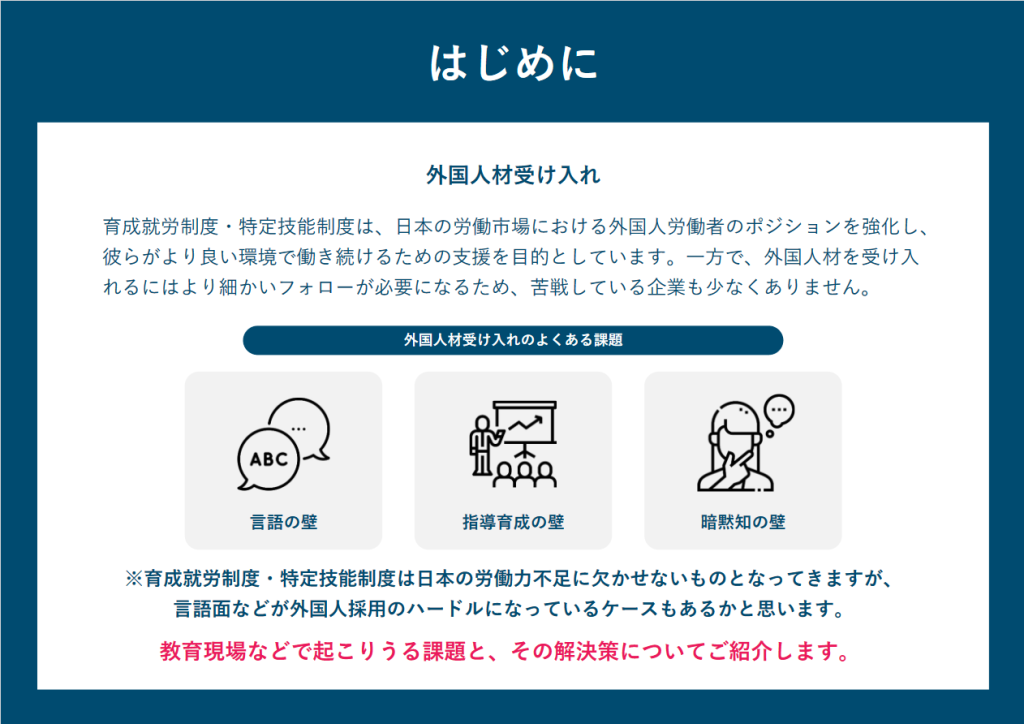 はじめに
外国人材受け入れ
育成就労制度・特定技能制度は、日本の労働市場における外国人労働者のポジションを強化し、
彼らがより良い環境で働き続けるための支援を目的としています。一方で、外国人材を受け入
れるにはより細かいフォローが必要になるため、苦戦している企業も少なくありません。
外国人材受け入れのよくある課題
ABC
言語の壁
指導育成の壁
暗黙知の壁
※育成就労制度・特定技能制度は日本の労働力不足に欠かせないものとなってきますが、
言語面などが外国人採用のハードルになっているケースもあるかと思います。
教育現場などで起こりうる課題と、その解決策についてご紹介します。